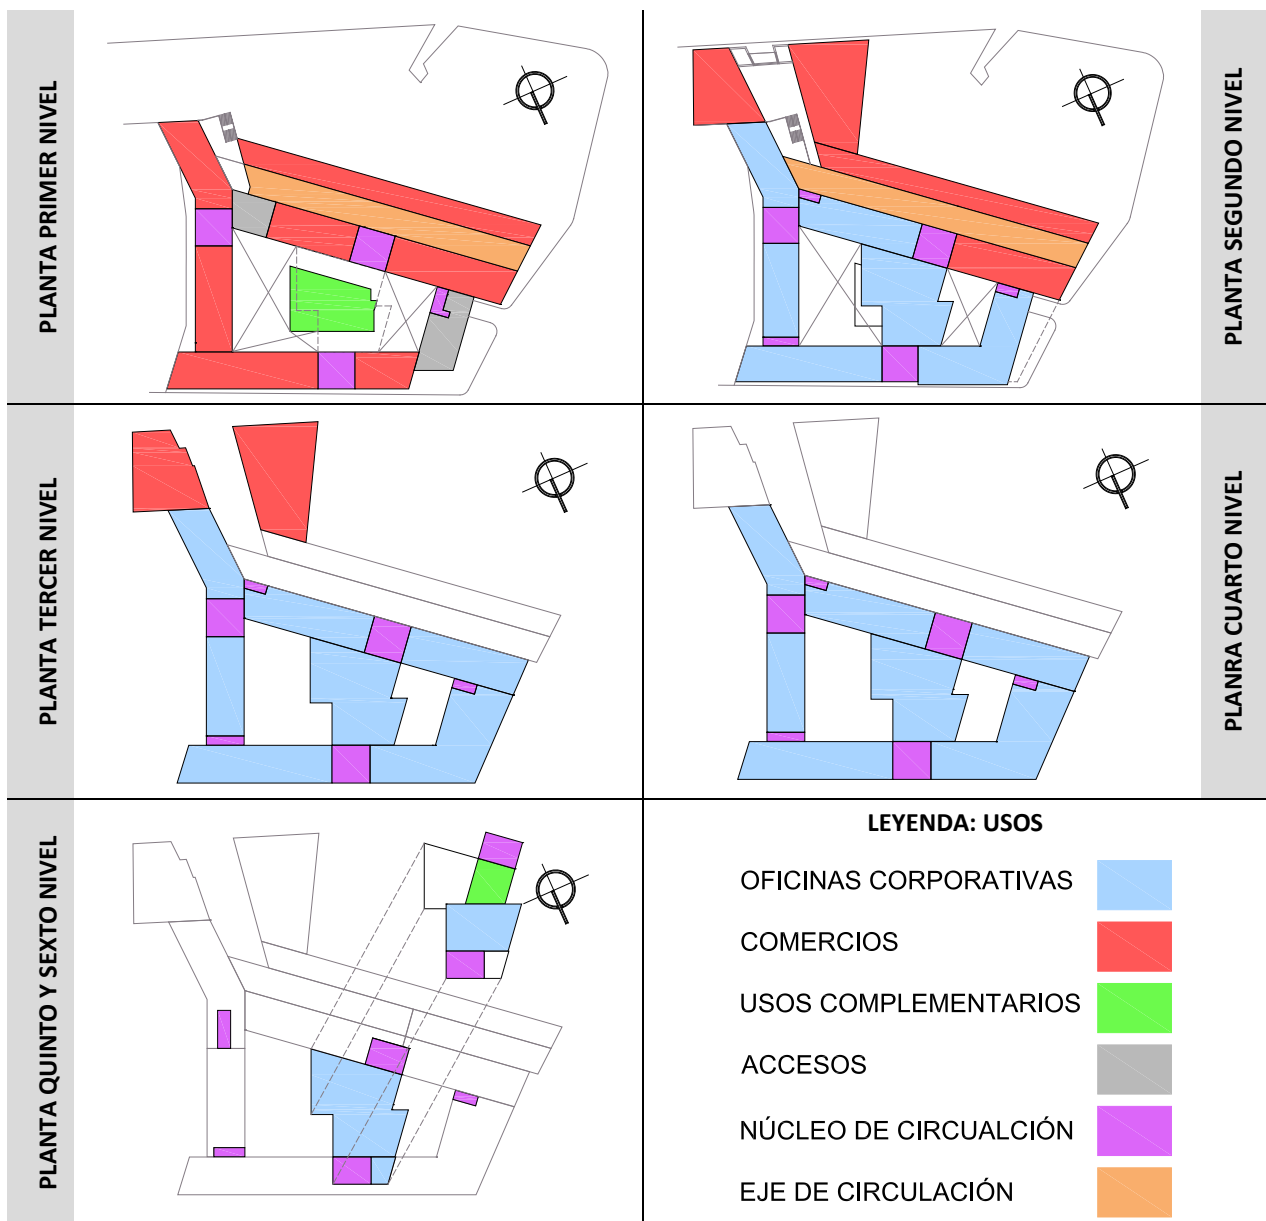 PLANTA PRIMER NIVEL
PLANTA SEGUNDO NIVEL
PLANTA TERCER NIVEL
PLANRA CUARTO NIVEL
PLANTA QUINTO Y SEXTO NIVEL
LEYENDA: USOS
OFICINAS CORPORATIVAS
COMERCIOS
USOS COMPLEMENTARIOS
ACCESOS
NÚCLEO DE CIRCUALCIÓN
EJE DE CIRCULACIÓN